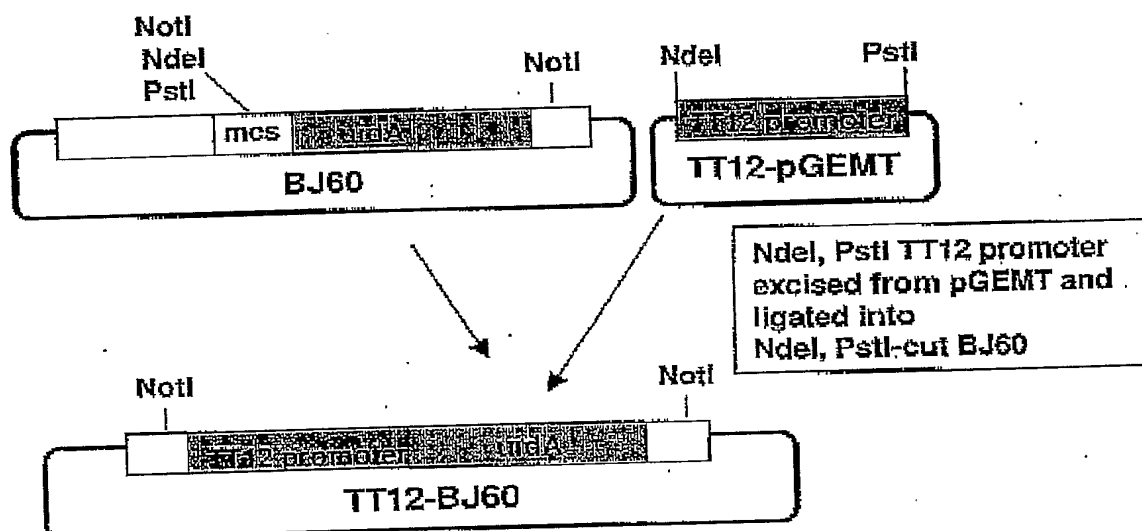 NotI
NdeI
PstI
NotI
mcs
BJ60
NdeI
PstI
TT12 promoter
TT12-pGEMT
NdeI, PstI TT12 promoter
excised from pGEMT and
ligated into
NdeI, PstI-cut BJ60
NotI
NotI
TT12 promoter
TT12-BJ60